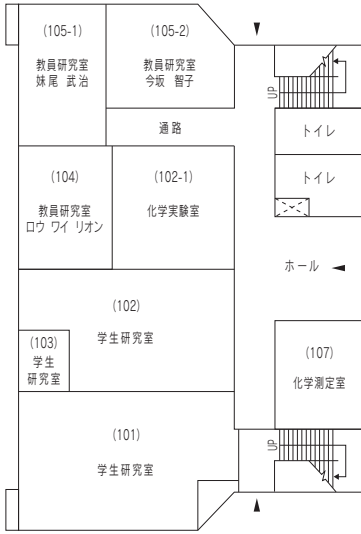 (105-1)
教員研究室
妹尾 武治
(105-2)
教員研究室
今坂 智子
UP
通路
トイレ
トイレ
(104)
教員研究室
ロウ ワイ リオン
(102-1)
化学実験室
ホール
(102)
学生研究室
(103)
学生
研究室
(107)
化学測定室
(101)
学生研究室
UP